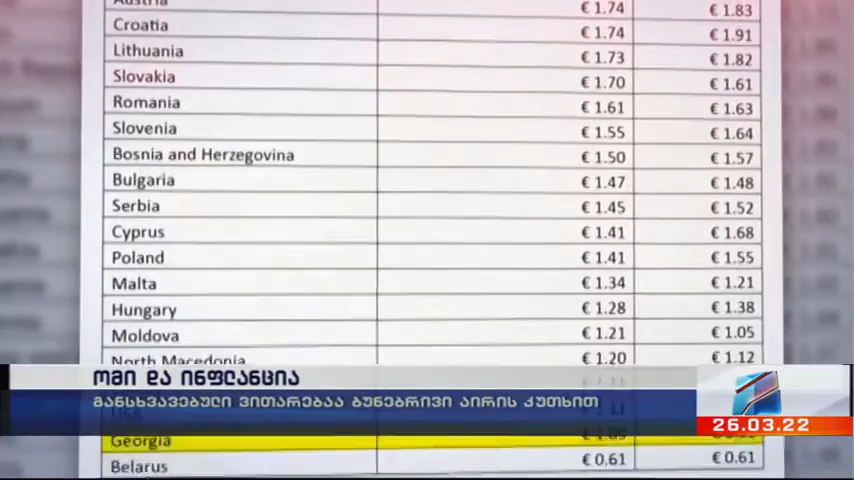 Austria € 1.74 € 1.83
Croatia € 1.74 € 1.91
Lithuania € 1.73 € 1.82
Slovakia € 1.70 € 1.61
Romania € 1.61 € 1.63
Slovenia € 1.55 € 1.64
Bosnia and Herzegovina € 1.50 € 1.57
Bulgaria € 1.47 € 1.48
Serbia € 1.45 € 1.52
Cyprus € 1.41 € 1.68
Poland € 1.41 € 1.55
Malta € 1.34 € 1.21
Hungary € 1.28 € 1.38
Moldova € 1.21 € 1.05
North Macedonia € 1.20 € 1.12
ომი და ინფლანცია
განსხვავებული ვითარებაა ბუნებრივი აირის კუთხით
26.03.22
Georgia
Belarus € 0.61 € 0.61